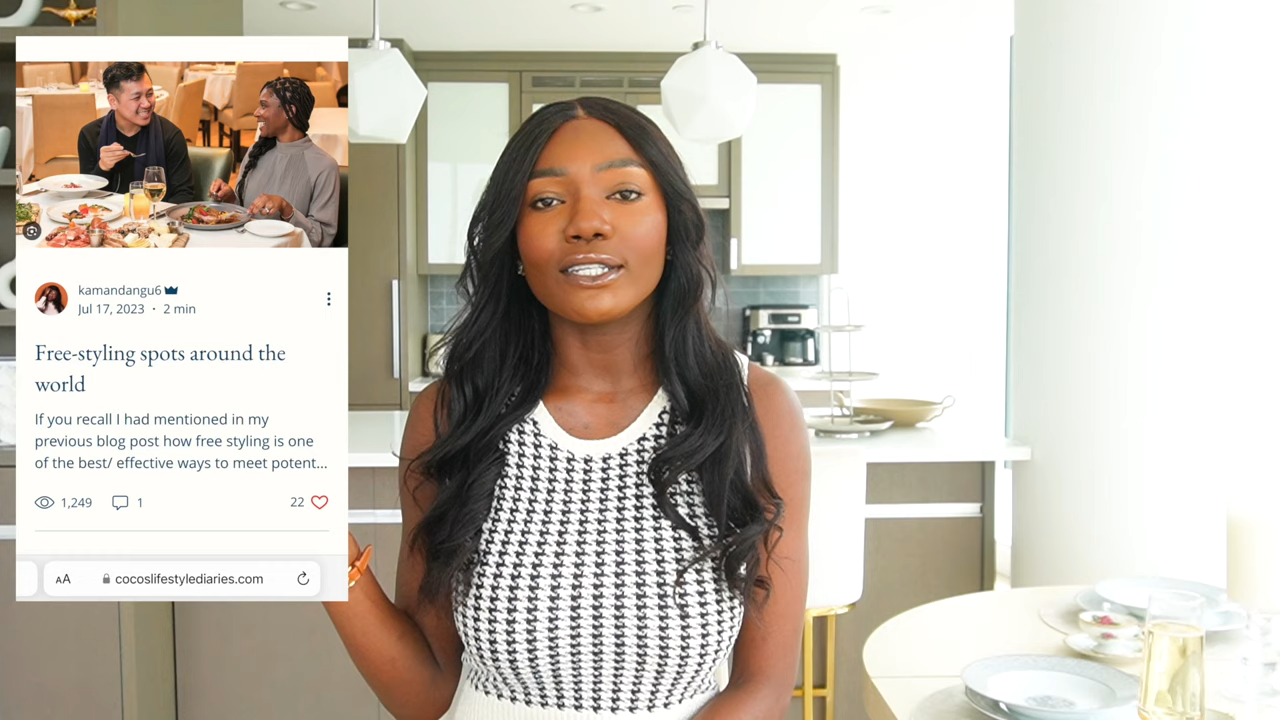 kamandangu6
Jul 17, 2023 · 2 min
Free-styling spots around the
world
If you recall I had mentioned in my
previous blog post how free styling is one
of the best/ effective ways to meet potent...
1,249 1 22
AA cocoslifestylediaries.com